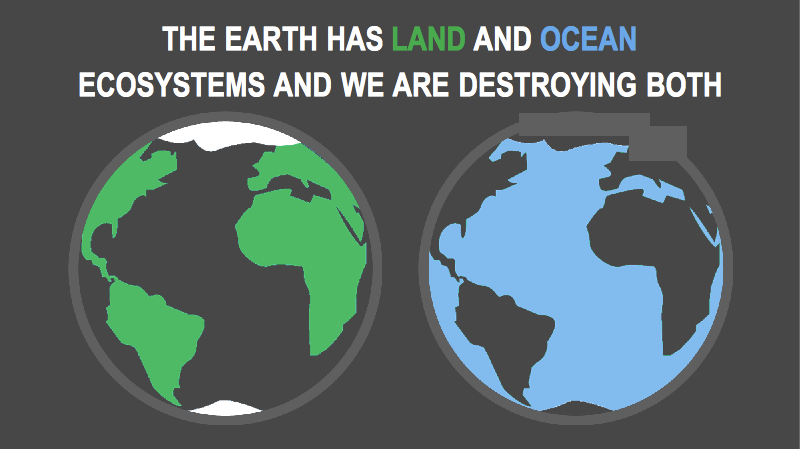 THE EARTH HAS LAND AND OCEAN
ECOSYSTEMS AND WE ARE DESTROYING BOTH